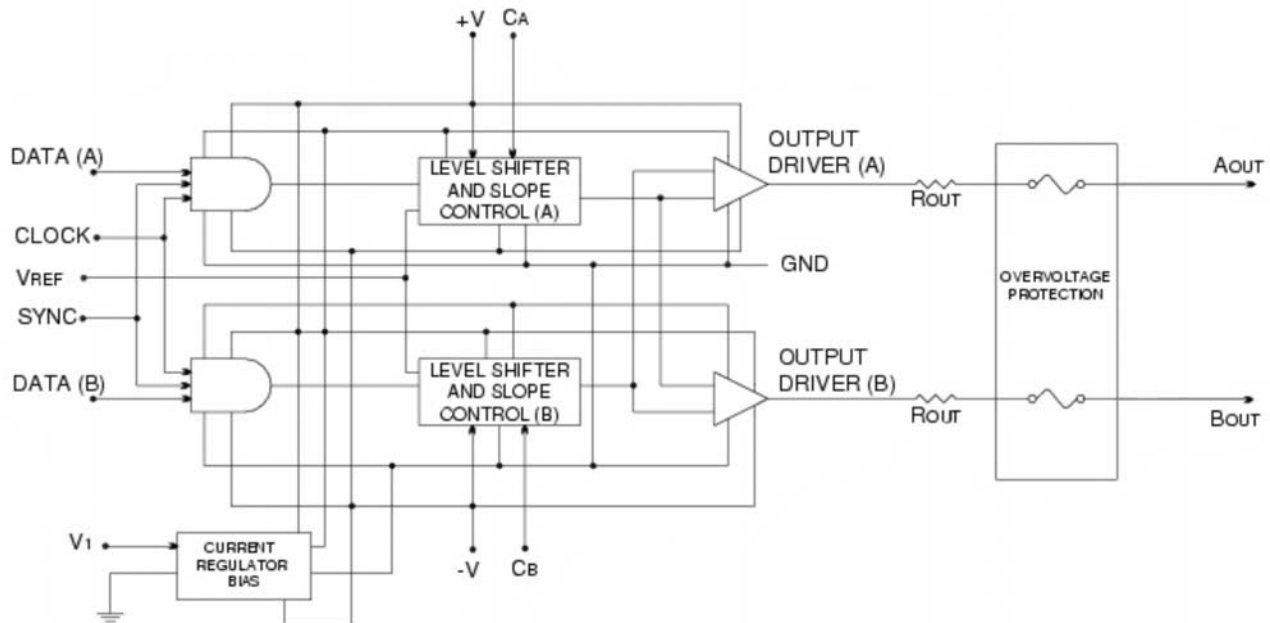 +V
CA
DATA (A)
CLOCK
VREF
SYNC
DATA (B)
LEVEL SHIFTER
AND SLOPE
CONTROL (A)
OUTPUT
DRIVER (A)
ROUT
AOUT
GND
OVERVOLTAGE
PROTECTION
LEVEL SHIFTER
AND SLOPE
CONTROL (B)
OUTPUT
DRIVER (B)
ROUT
BOUT
V1
CURRENT
REGULATOR
BIAS
-V
CB